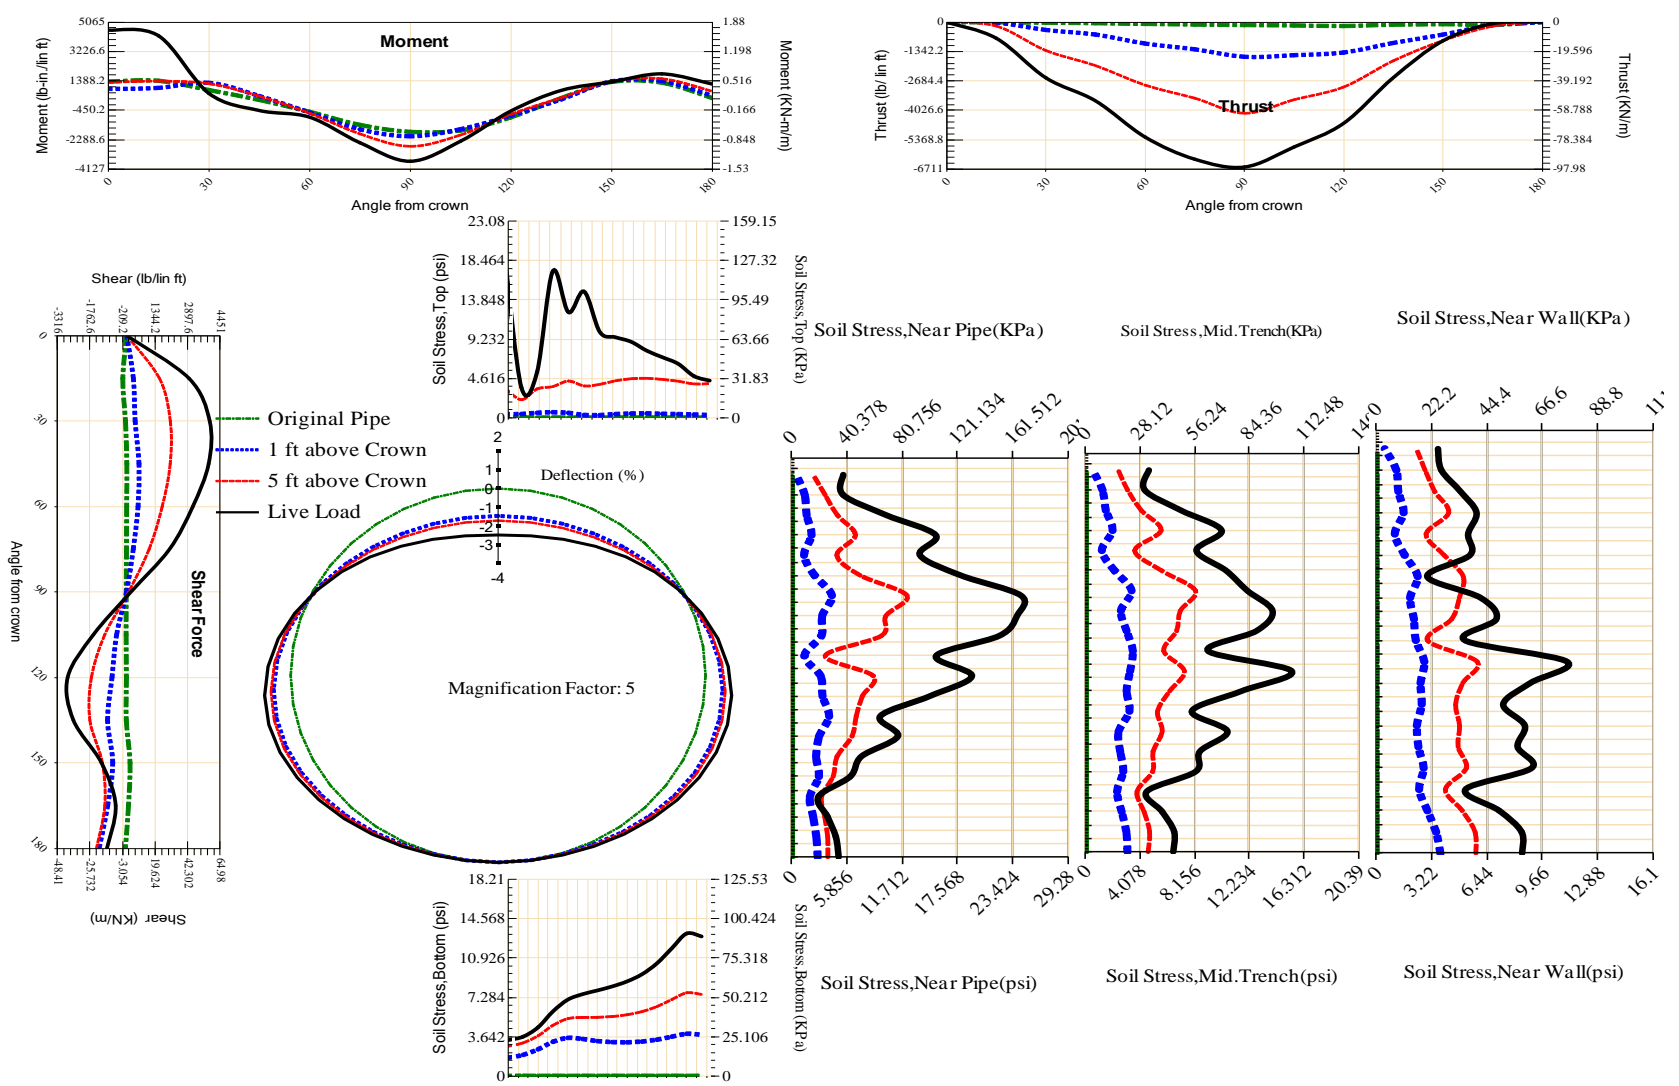 5065
3226.6
1388.2
-450.2
-2288.6
-4127
Moment (lb-in./lin ft)
Moment
1.88
1.198
0.516
-0.166
-0.848
-1.53
Moment (KN-m/m)
0 30 60 90 120 150 180
Angle from crown
0
-1342.2
-2684.4
-4026.6
-5368.8
-6711
Thrust (lb/ lin ft)
Thrust
0
-19.596
-39.192
-58.788
-78.384
-97.98
Thrust (KN/m)
0 30 60 90 120 150 180
Angle from crown
23.08
18.464
13.848
9.232
4.616
0
Soil Stress,Top (psi)
159.15
127.32
95.49
63.66
31.83
0
Soil Stress,Top (KPa)
Shear (lb/lin ft)
-3316 -1762.6 -209.2 1344.2 2897.6 4451
0
30
60
90
120
150
180
Angle from crown
Shear Force
-48.41 -25.732 -3.054 19.624 42.302 64.98
Shear (KN/m)
Original Pipe
1 ft above Crown
5 ft above Crown
Live Load
2
1
0
-1
-2
-3
-4
Deflection (%)
Magnification Factor: 5
18.21
14.568
10.926
7.284
3.642
0
Soil Stress,Bottom (psi)
125.53
100.424
75.318
50.212
25.106
0
Soil Stress,Bottom (KPa)
Soil Stress,Near Pipe(KPa)
0 40.378 80.756 121.134 161.512
0 5.856 11.712 17.568 23.424 29.28
Soil Stress,Near Pipe(psi)
Soil Stress,Mid.Trench(KPa)
0 28.12 56.24 84.36 112.48
0 4.078 8.156 12.234 16.312 20.39
Soil Stress,Mid.Trench(psi)
Soil Stress,Near Wall(KPa)
0 22.2 44.4 66.6 88.8
0 3.22 6.44 9.66 12.88 16.1
Soil Stress,Near Wall(psi)